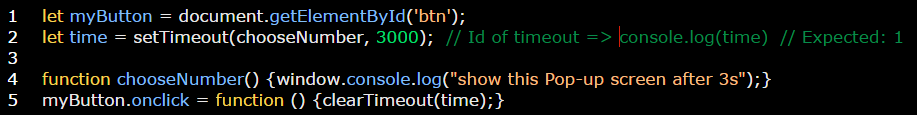 1 let myButton = document.getElementById('btn');
2 let time = setTimeout(chooseNumber, 3000); // Id of timeout => console.log(time) // Expected: 1
3
4 function chooseNumber() {window.console.log("show this Pop-up screen after 3s");}
5 myButton.onclick = function () {clearTimeout(time);}